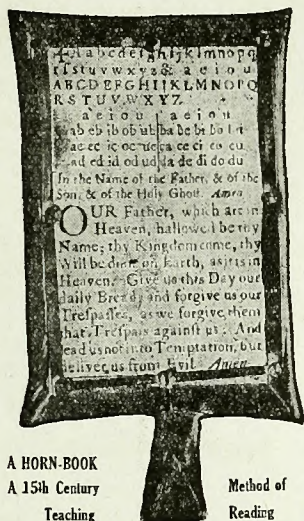 Aabcdefghijklmnopq
rſstuvwxyz& a e i o u
ABCDEFGHIJKLMNOPQ
RSTUVWXYZ.
a e i o u a e i o u
ab eb ib ob ub ba be bi bo bu
ac ec ic oc uc ca ce ci co cu
ad ed id od ud da de di do du
In the Name of the Father, & of the
Son, & of the Holy Ghoſt. Amen
OUR Father, which art in
Heaven, hallowed be thy
Name; thy Kingdom come, thy
Will be done on Earth, as it is in
Heaven. Give us this Day our
daily Bread; and forgive us our
Treſpaſſes, as we forgive them
that Treſpaſs againſt us: And
lead us not into Temptation, but
deliver us from Evil. Amen.
A HORN-BOOK
A 15th Century Method of
Teaching Reading